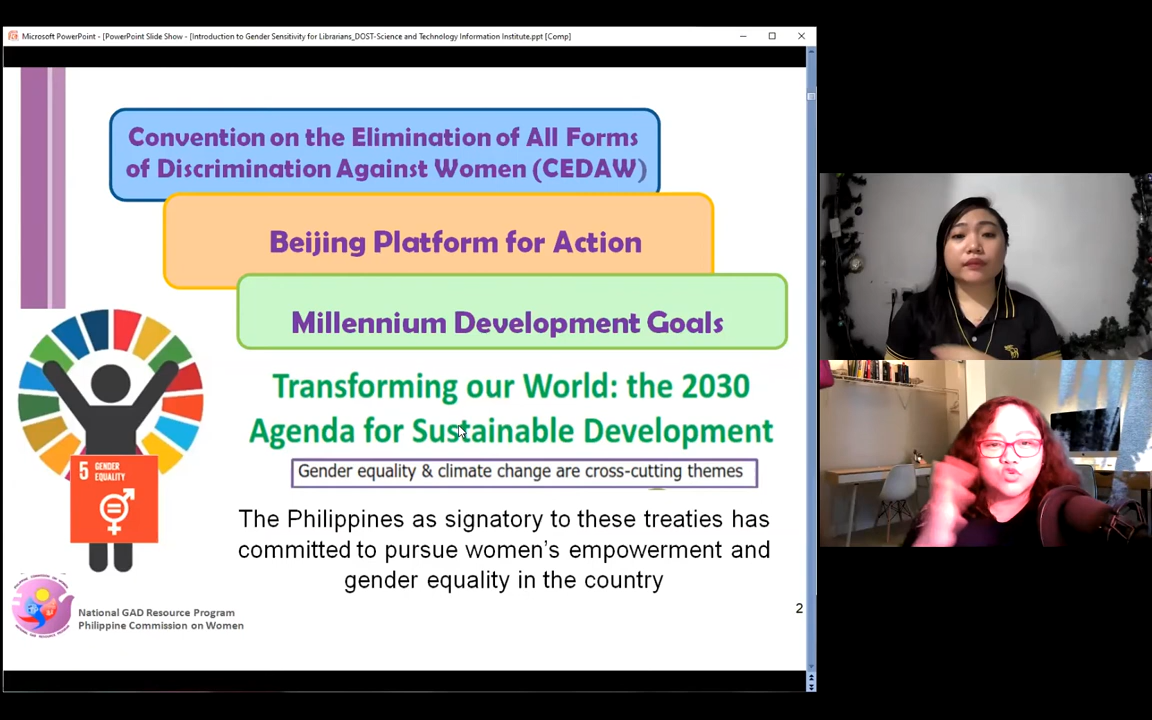 Microsoft PowerPoint - [PowerPoint Slide Show - [Introduction to Gender Sensitivity for Librarians_DOST-Science and Technology Information Institute.ppt [Comp]
Convention on the Elimination of All Forms
of Discrimination Against Women (CEDAW)
Beijing Platform for Action
Millennium Development Goals
Transforming our World: the 2030
Agenda for Sustainable Development
Gender equality & climate change are cross-cutting themes
5 GENDER
EQUALITY
The Philippines as signatory to these treaties has
committed to pursue women’s empowerment and
gender equality in the country
2
National GAD Resource Program
Philippine Commission on Women